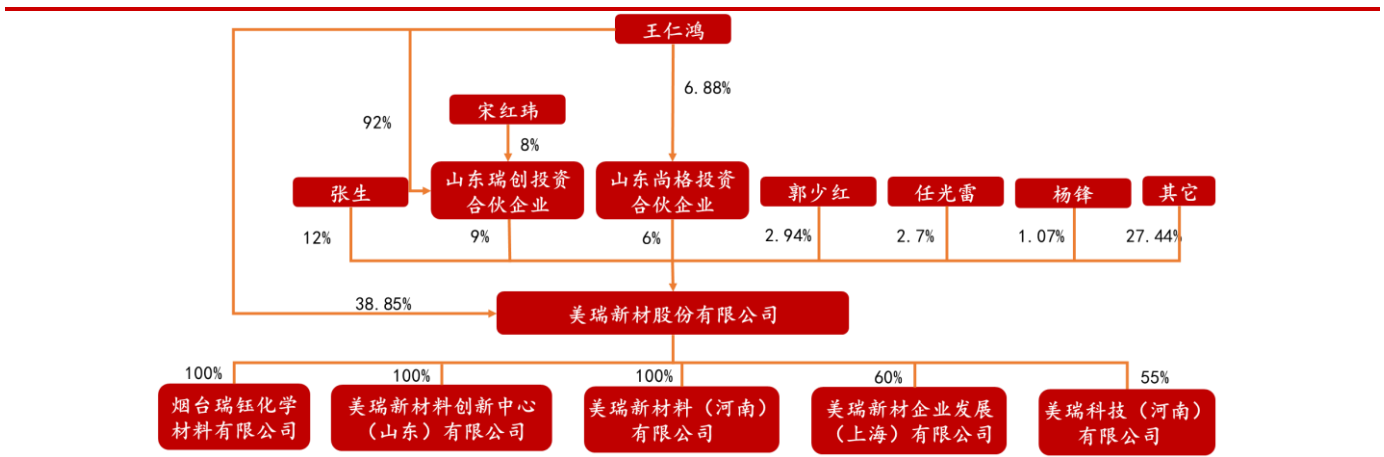 王仁鸿
6.88%
92%
宋红玮
8%
张生
山东瑞创投资
合伙企业
山东尚格投资
合伙企业
郭少红
任光雷
杨锋
其它
12%
9%
6%
2.94%
2.7%
1.07%
27.44%
38.85%
美瑞新材股份有限公司
100%
100%
100%
60%
55%
烟台瑞钰化学
材料有限公司
美瑞新材料创新中心
（山东）有限公司
美瑞新材料（河南）
有限公司
美瑞新材企业发展
（上海）有限公司
美瑞科技（河南）
有限公司